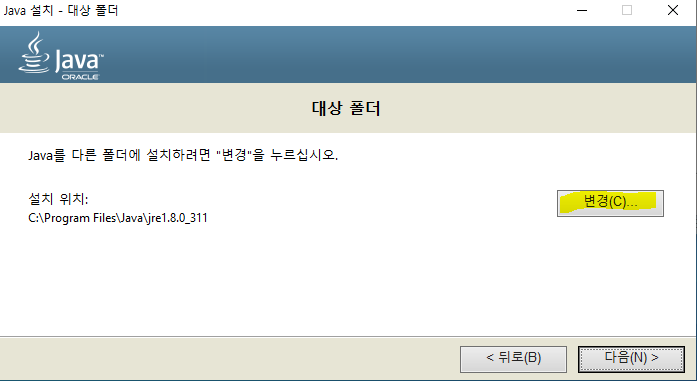 Java 설치 - 대상 폴더
Java™
ORACLE
대상 폴더
Java를 다른 폴더에 설치하려면 "변경"을 누르십시오.
설치 위치:
변경(C)...
C:\Program Files\Java\jre1.8.0_311
< 뒤로(B)
다음(N) >